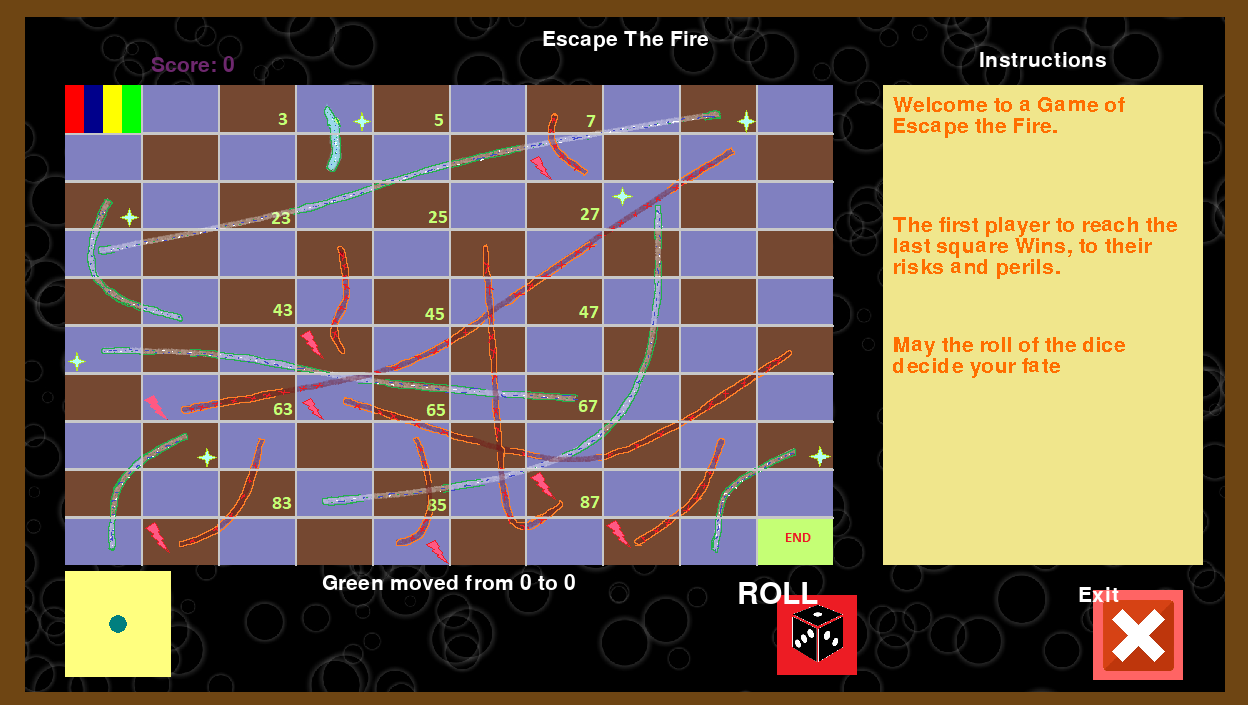 Escape The Fire
Score: 0
Instructions
3
5
7
23
25
27
43
45
47
63
65
67
83
85
87
END
Welcome to a Game of
Escape the Fire.
The first player to reach the
last square Wins, to their
risks and perils.
May the roll of the dice
decide your fate
Green moved from 0 to 0
ROLL
Exit